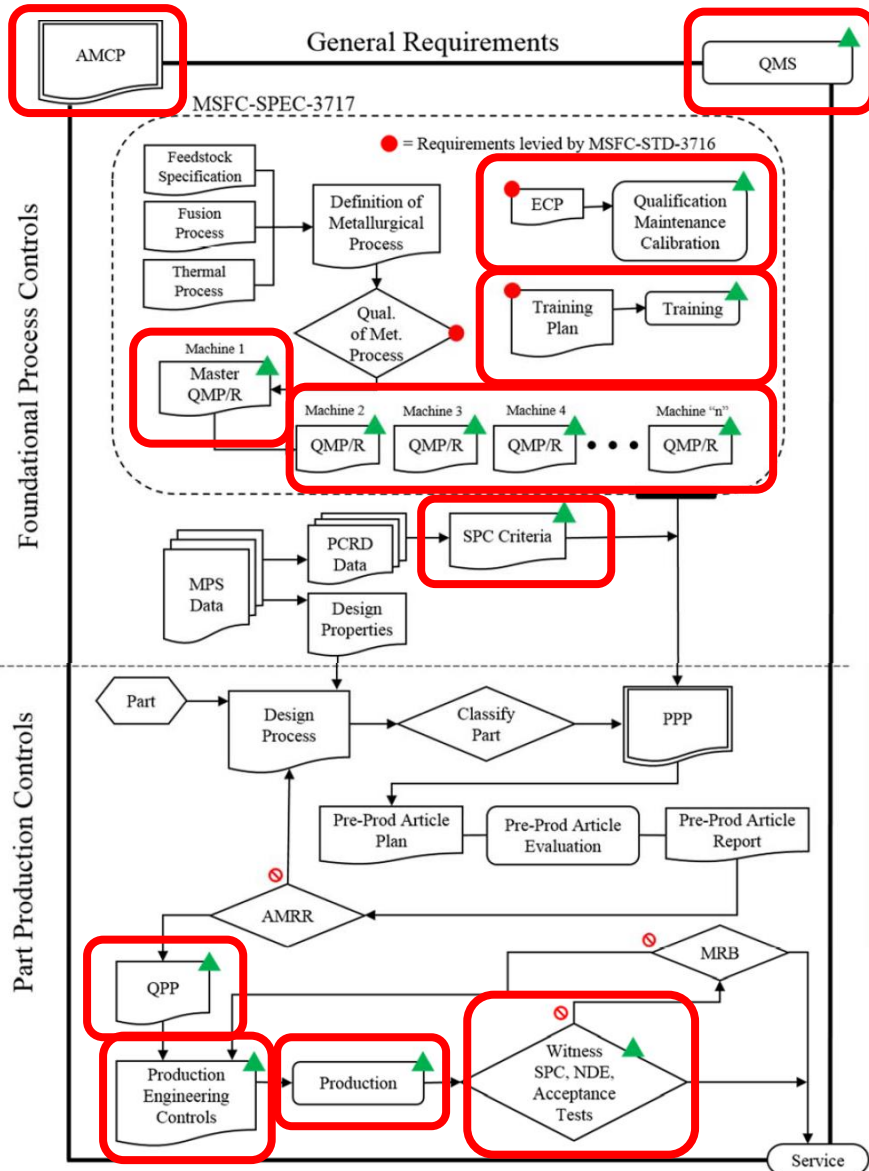 General Requirements
AMCP
QMS
MSFC-SPEC-3717
= Requirements levied by MSFC-STD-3716
Foundational Process Controls
Feedstock
Specification
Fusion
Process
Thermal
Process
Definition of
Metallurgical
Process
ECP
Qualification
Maintenance
Calibration
Training
Plan
Training
Qual.
of Met.
Process
Machine 1
Master
QMP/R
Machine 2
QMP/R
Machine 3
QMP/R
Machine 4
QMP/R
• • •
Machine “n”
QMP/R
MPS
Data
PCRD
Data
SPC Criteria
Design
Properties
Part Production Controls
Part
Design
Process
Classify
Part
PPP
Pre-Prod Article
Plan
Pre-Prod Article
Evaluation
Pre-Prod Article
Report
AMRR
MRB
QPP
Production
Engineering
Controls
Production
Witness
SPC, NDE,
Acceptance
Tests
Service